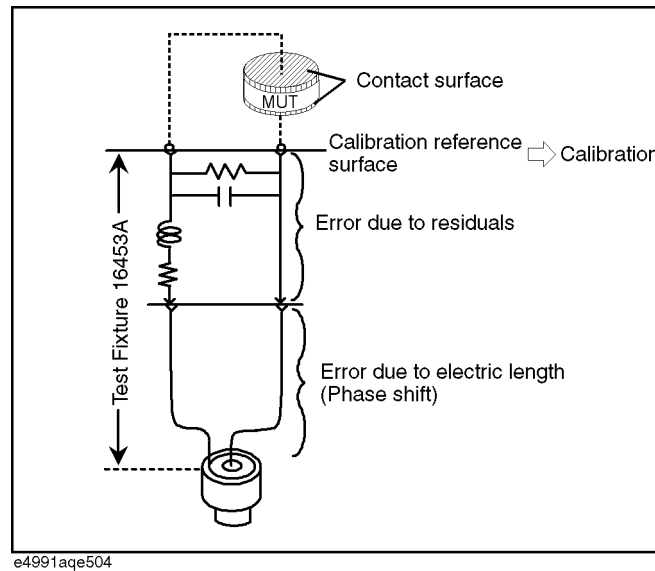 Contact surface
MUT
Calibration reference
surface
Calibration
Error due to residuals
Test Fixture 16453A
Error due to electric length
(Phase shift)
e4991aqe504